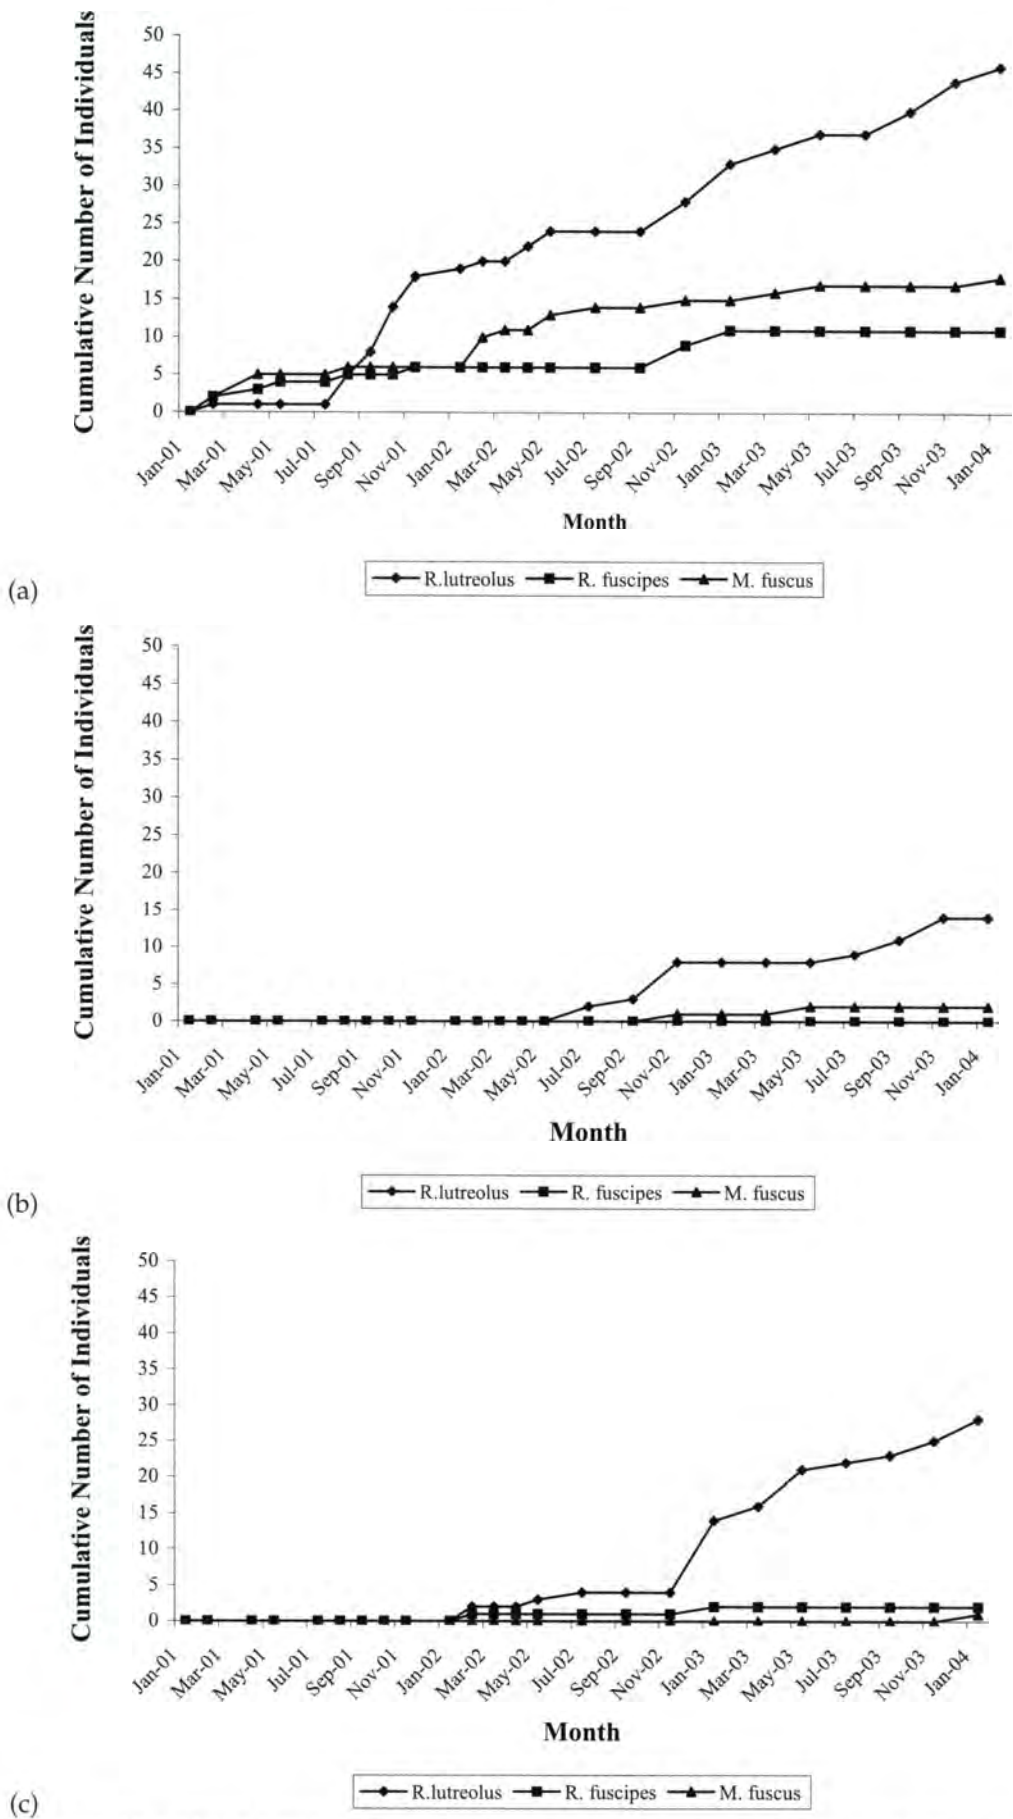 Cumulative Number of Individuals
50
45
40
35
30
25
20
15
10
5
0
Jan-01
Mar-01
May-01
Jul-01
Sep-01
Nov-01
Jan-02
Mar-02
May-02
Jul-02
Sep-02
Nov-02
Jan-03
Mar-03
May-03
Jul-03
Sep-03
Nov-03
Jan-04
Month
R.lutreolus R. fuscipes M. fuscus
(a)
Cumulative Number of Individuals
50
45
40
35
30
25
20
15
10
5
0
Jan-01
Mar-01
May-01
Jul-01
Sep-01
Nov-01
Jan-02
Mar-02
May-02
Jul-02
Sep-02
Nov-02
Jan-03
Mar-03
May-03
Jul-03
Sep-03
Nov-03
Jan-04
Month
R.lutreolus R. fuscipes M. fuscus
(b)
Cumulative Number of Individuals
50
45
40
35
30
25
20
15
10
5
0
Jan-01
Mar-01
May-01
Jul-01
Sep-01
Nov-01
Jan-02
Mar-02
May-02
Jul-02
Sep-02
Nov-02
Jan-03
Mar-03
May-03
Jul-03
Sep-03
Nov-03
Jan-04
Month
R.lutreolus R. fuscipes M. fuscus
(c)